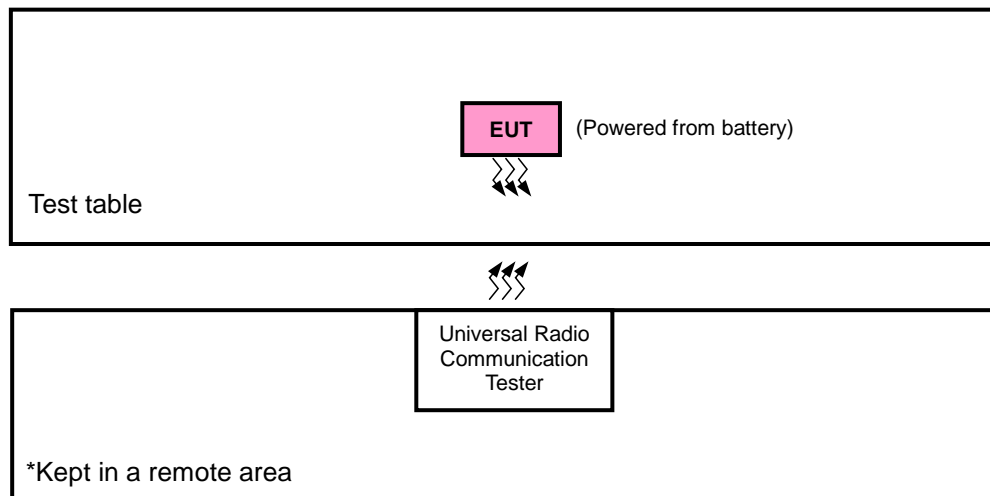 EUT
(Powered from battery)
Test table
Universal Radio
Communication
Tester
*Kept in a remote area